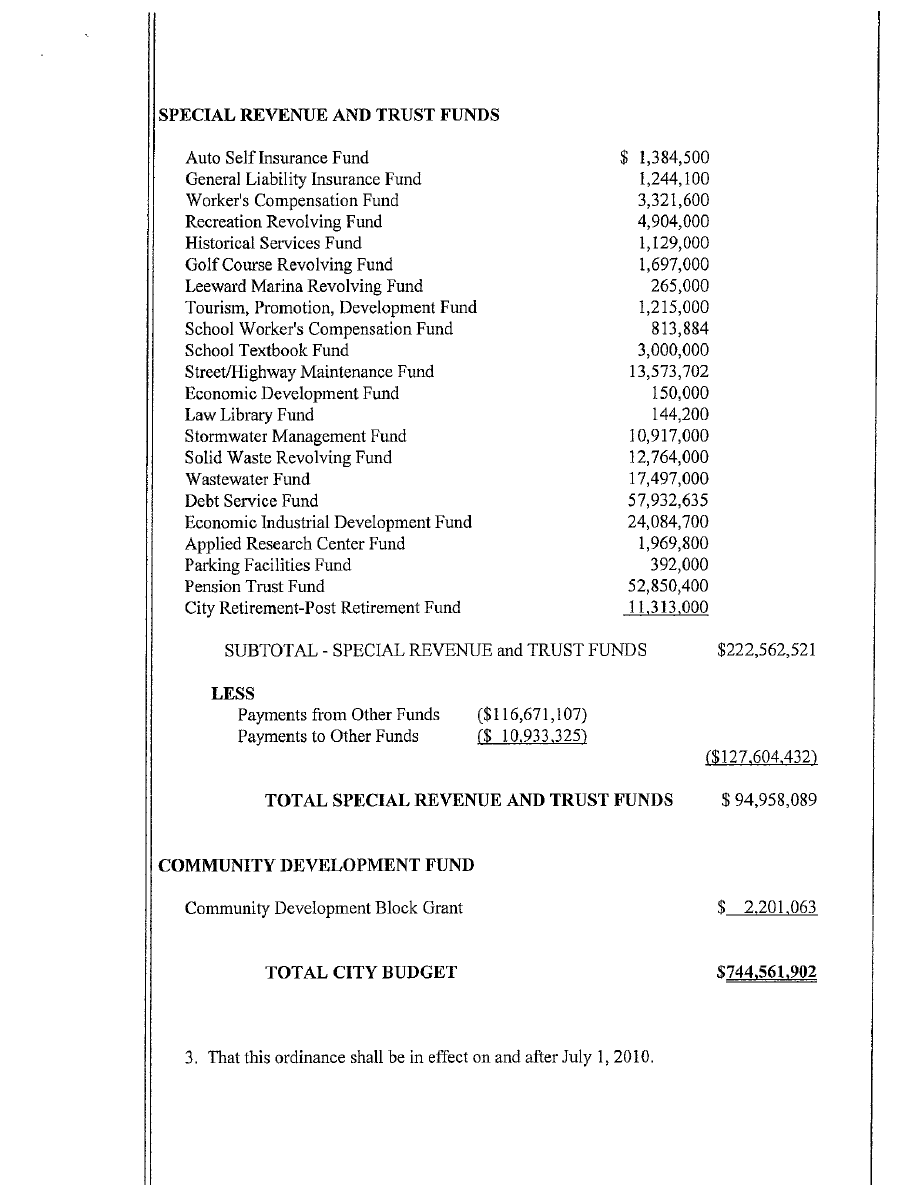 SPECIAL REVENUE AND TRUST FUNDS
Auto Self Insurance Fund $ 1,384,500
General Liability Insurance Fund 1,244,100
Worker's Compensation Fund 3,321,600
Recreation Revolving Fund 4,904,000
Historical Services Fund 1,129,000
Golf Course Revolving Fund 1,697,000
Leeward Marina Revolving Fund 265,000
Tourism, Promotion, Development Fund 1,215,000
School Worker's Compensation Fund 813,884
School Textbook Fund 3,000,000
Street/Highway Maintenance Fund 13,573,702
Economic Development Fund 150,000
Law Library Fund 144,200
Stormwater Management Fund 10,917,000
Solid Waste Revolving Fund 12,764,000
Wastewater Fund 17,497,000
Debt Service Fund 57,932,635
Economic Industrial Development Fund 24,084,700
Applied Research Center Fund 1,969,800
Parking Facilities Fund 392,000
Pension Trust Fund 52,850,400
City Retirement-Post Retirement Fund 11,313,000
SUBTOTAL - SPECIAL REVENUE and TRUST FUNDS $222,562,521
LESS
Payments from Other Funds ($116,671,107)
Payments to Other Funds ($ 10,933,325)
($127,604,432)
TOTAL SPECIAL REVENUE AND TRUST FUNDS $ 94,958,089
COMMUNITY DEVELOPMENT FUND
Community Development Block Grant $ 2,201,063
TOTAL CITY BUDGET $744,561,902
3. That this ordinance shall be in effect on and after July 1, 2010.